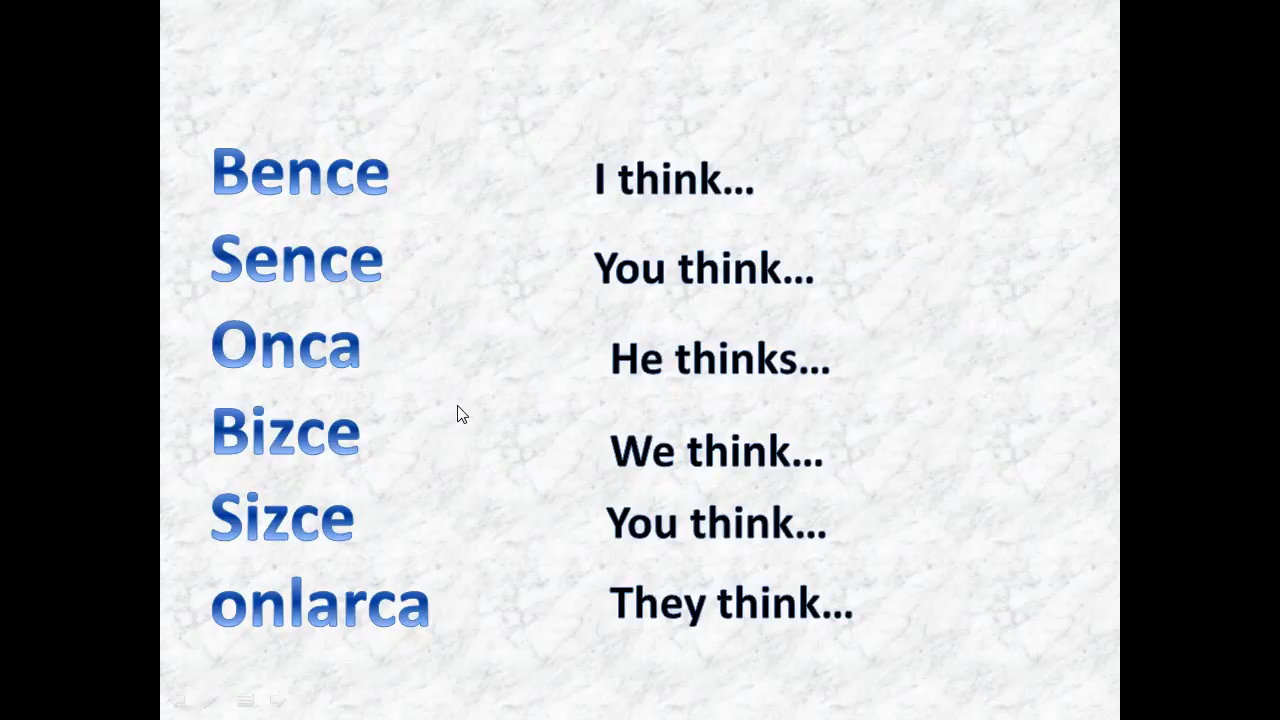 Bence I think...
Sence You think...
Onca He thinks...
Bizce We think...
Sizce You think...
onlarca They think...